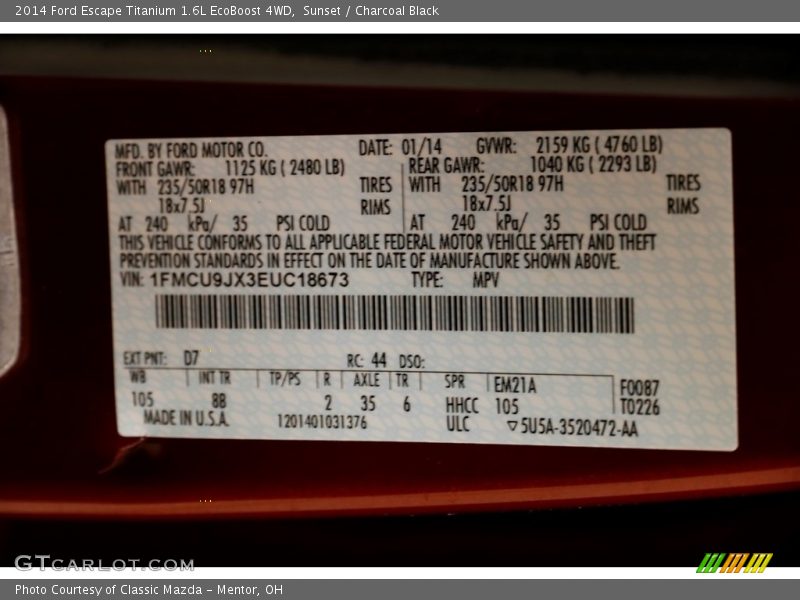 2014 Ford Escape Titanium 1.6L EcoBoost 4WD, Sunset / Charcoal Black
MFD. BY FORD MOTOR CO. DATE: 01/14 GVWR: 2159 KG ( 4760 LB)
FRONT GAWR: 1125 KG ( 2480 LB) REAR GAWR: 1040 KG ( 2293 LB)
WITH 235/50R18 97H TIRES WITH 235/50R18 97H TIRES
18x7.5J RIMS 18x7.5J RIMS
AT 240 kPa/ 35 PSI COLD AT 240 kPa/ 35 PSI COLD
THIS VEHICLE CONFORMS TO ALL APPLICABLE FEDERAL MOTOR VEHICLE SAFETY AND THEFT
PREVENTION STANDARDS IN EFFECT ON THE DATE OF MANUFACTURE SHOWN ABOVE.
VIN: 1FMCU9JX3EUC18673 TYPE: MPV
EXT PNT: D7 RC: 44 DSO:
WB INT TR TP/PS R AXLE TR SPR EM21A F0087
105 8B 2 35 6 HHCC 105 T0226
MADE IN U.S.A. 1201401031376 ULC ▽5U5A-3520472-AA
GTCARLOT.COM
Photo Courtesy of Classic Mazda - Mentor, OH